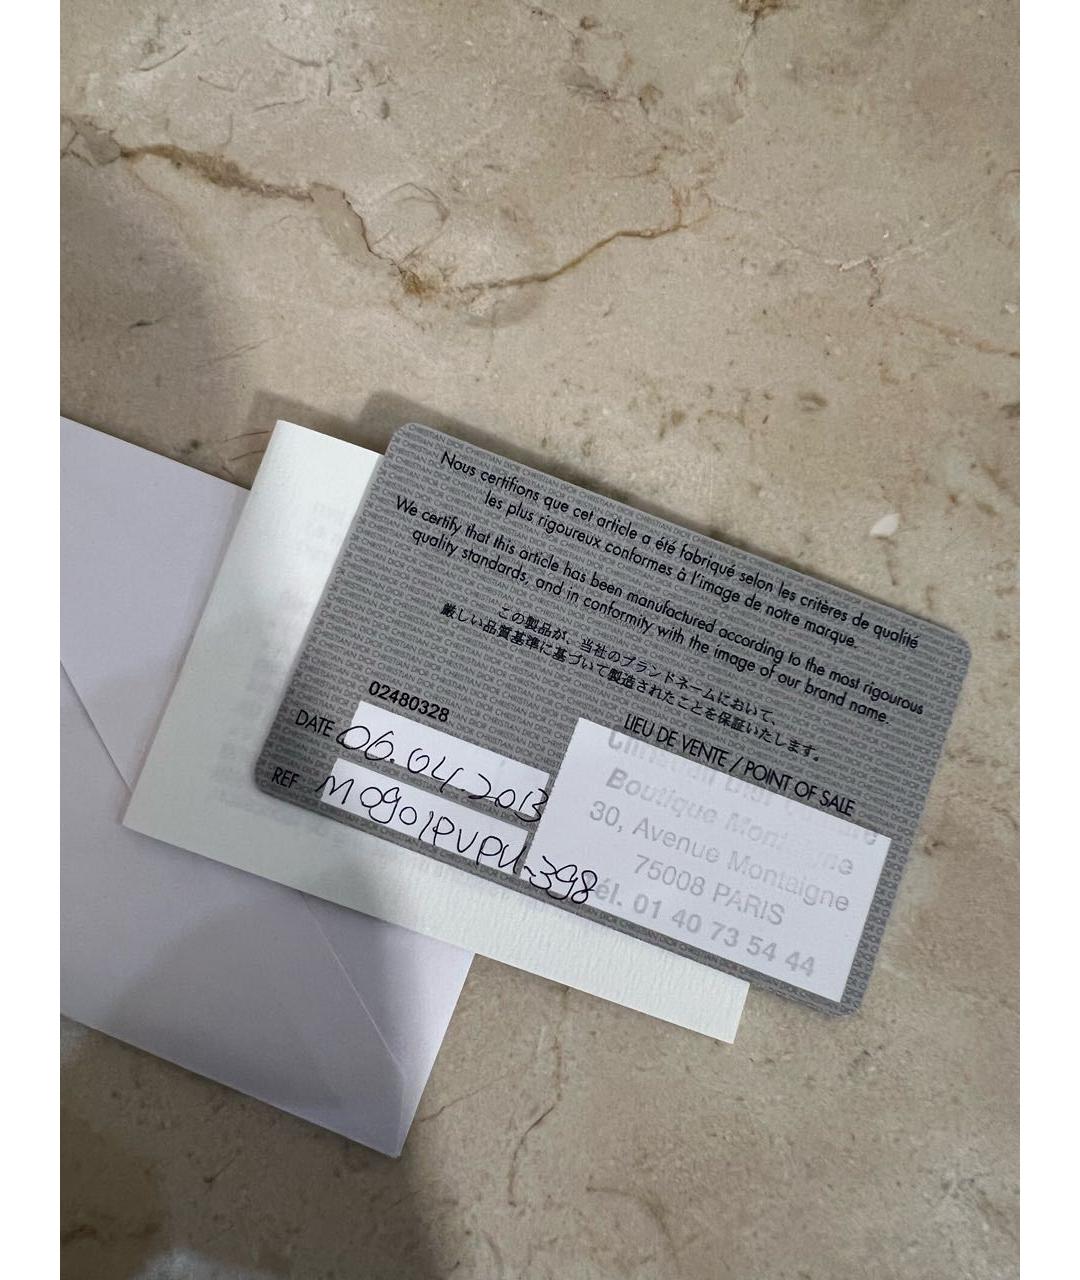 Nous certifions que cet article a été fabriqué selon les critères de qualité
les plus rigoureux conformes à l'image de notre marque.
We certify that this article has been manufactured according to the most rigourous
quality standards, and in conformity with the image of our brand name.
この製品が、当社のブランドネームにおいて、
厳しい品質基準に基づいて製造されたことを保証いたします。
02480328
DATE 06.04.2013
REF M0901PVPU-398
LIEU DE VENTE / POINT OF SALE
Christian Dior
Boutique Montaigne
30, Avenue Montaigne
75008 PARIS
Tél. 01 40 73 54 44